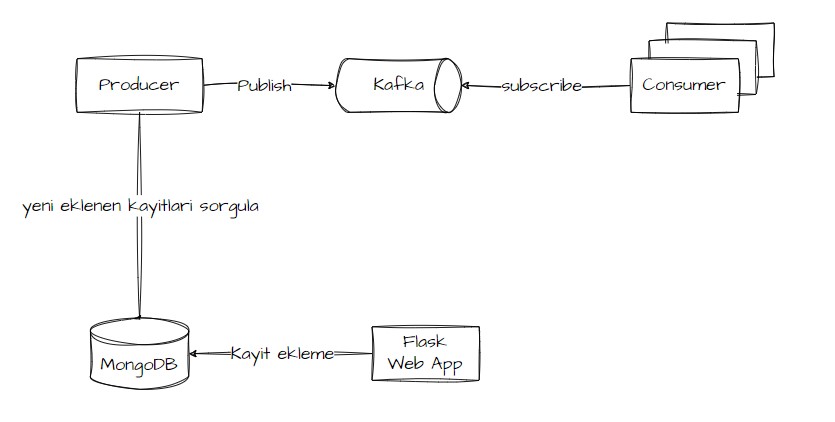 Producer
Publish
Kafka
subscribe
Consumer
yeni eklenen kayitlari sorgula
MongoDB
Kayit ekleme
Flask
Web App